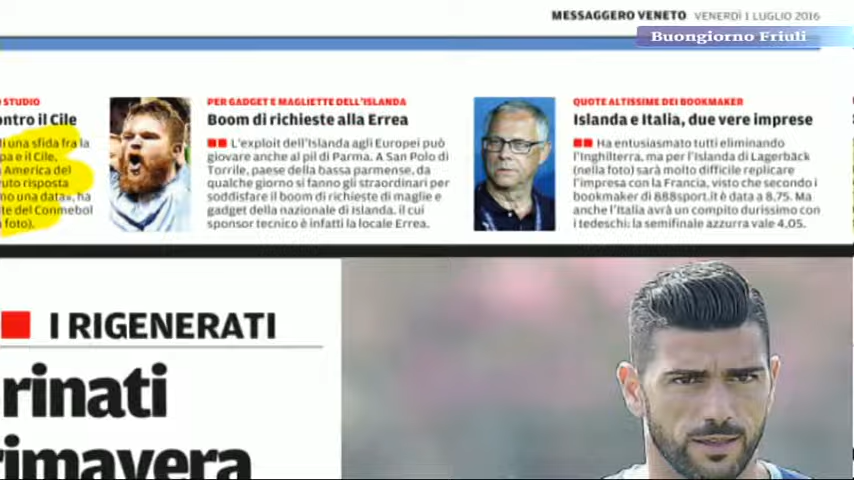 MESSAGGERO VENETO VENERDÌ 1 LUGLIO 2016
Buongiorno Friuli
STUDIO
ontro il Cile
di una sfida fra la
pa e il Cile,
America del
uto risposta
mo una data», ha
te del Conmebol
foto).
PER GADGET E MAGLIETTE DELL'ISLANDA
Boom di richieste alla Errea
L'exploit dell'Islanda agli Europei può
giovare anche al pil di Parma. A San Polo di
Torrile, paese della bassa parmense, da
qualche giorno si fanno gli straordinari per
soddisfare il boom di richieste di maglie e
gadget della nazionale di Islanda, il cui
sponsor tecnico è infatti la locale Errea.
QUOTE ALTISSIME DEI BOOKMAKER
Islanda e Italia, due vere imprese
Ha entusiasmato tutti eliminando
l'Inghilterra, ma per l'Islanda di Lagerbäck
(nella foto) sarà molto difficile replicare
l'impresa con la Francia, visto che secondo i
bookmaker di 888sport.it è data a 8.75. Ma
anche l'Italia avrà un compito durissimo con
i tedeschi: la semifinale azzurra vale 4,05.
I RIGENERATI
rinati
rimavera